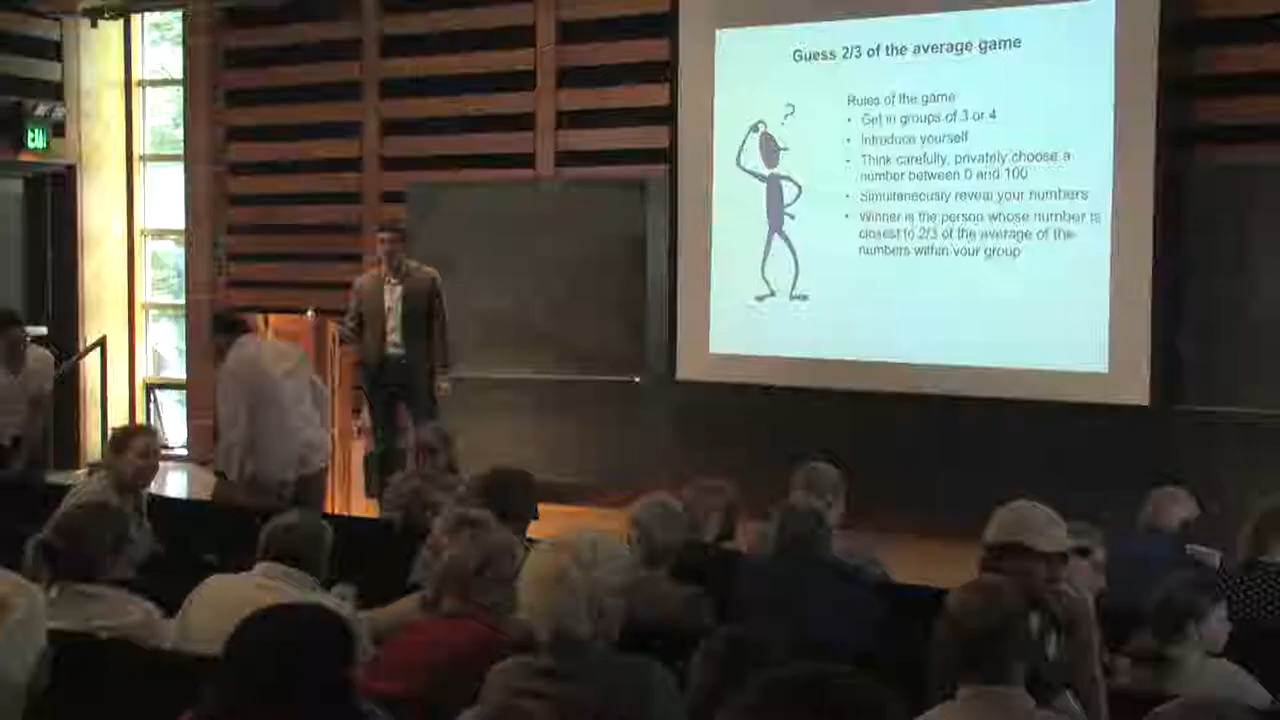 EXIT
Guess 2/3 of the average game
?
Rules of the game
• Get in groups of 3 or 4
• Introduce yourself
• Think carefully, privately choose a
number between 0 and 100
• Simultaneously reveal your numbers
• Winner is the person whose number is
closest to 2/3 of the average of the
numbers within your group